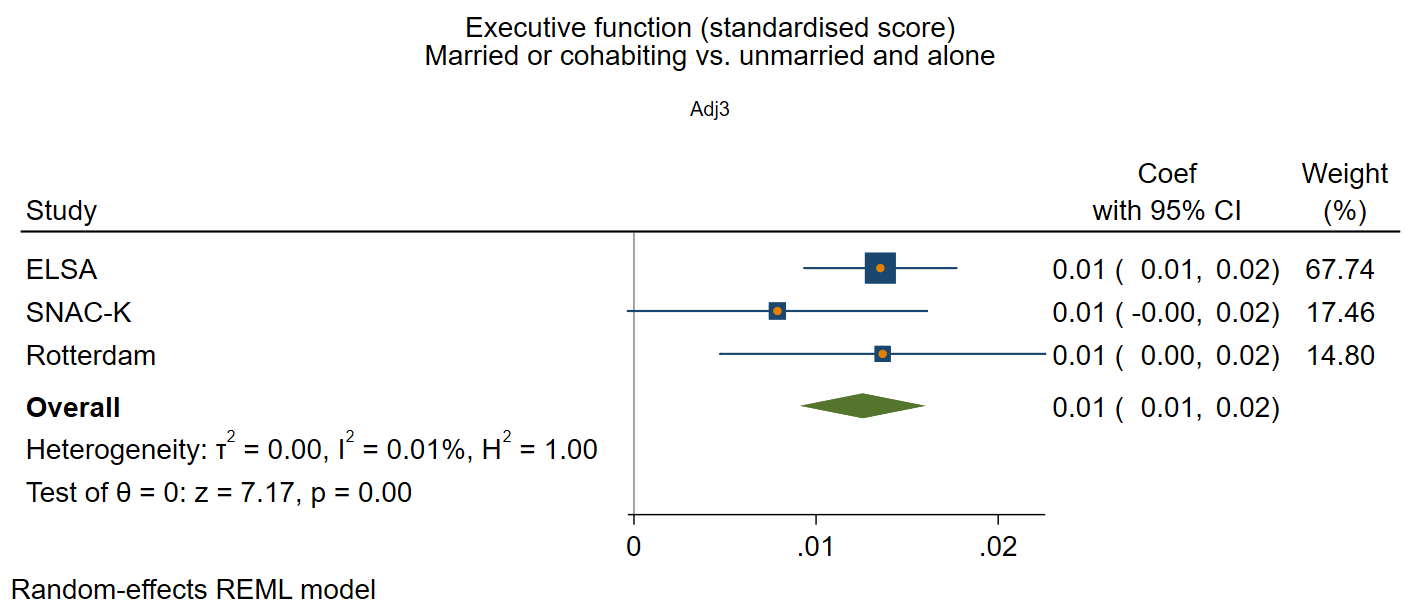 Executive function (standardised score)
Married or cohabiting vs. unmarried and alone
Adj3
Coef Weight
Study with 95% CI (%)
ELSA 0.01 ( 0.01, 0.02) 67.74
SNAC-K 0.01 ( -0.00, 0.02) 17.46
Rotterdam 0.01 ( 0.00, 0.02) 14.80
Overall 0.01 ( 0.01, 0.02)
Heterogeneity: τ² = 0.00, I² = 0.01%, H² = 1.00
Test of θ = 0: z = 7.17, p = 0.00
0 .01 .02
Random-effects REML model